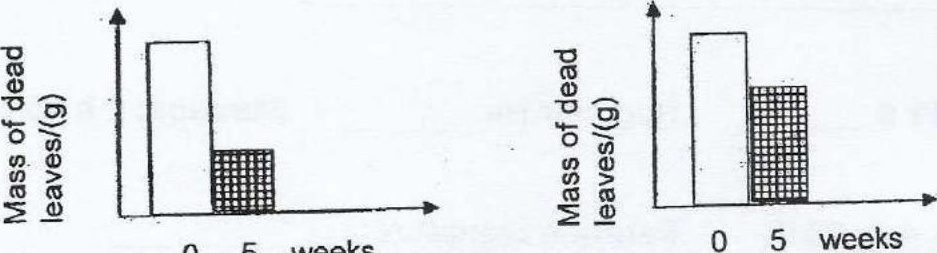 Mass of dead
leaves/(g)
0 5 weeks
Mass of dead
leaves/(g)
0 5 weeks